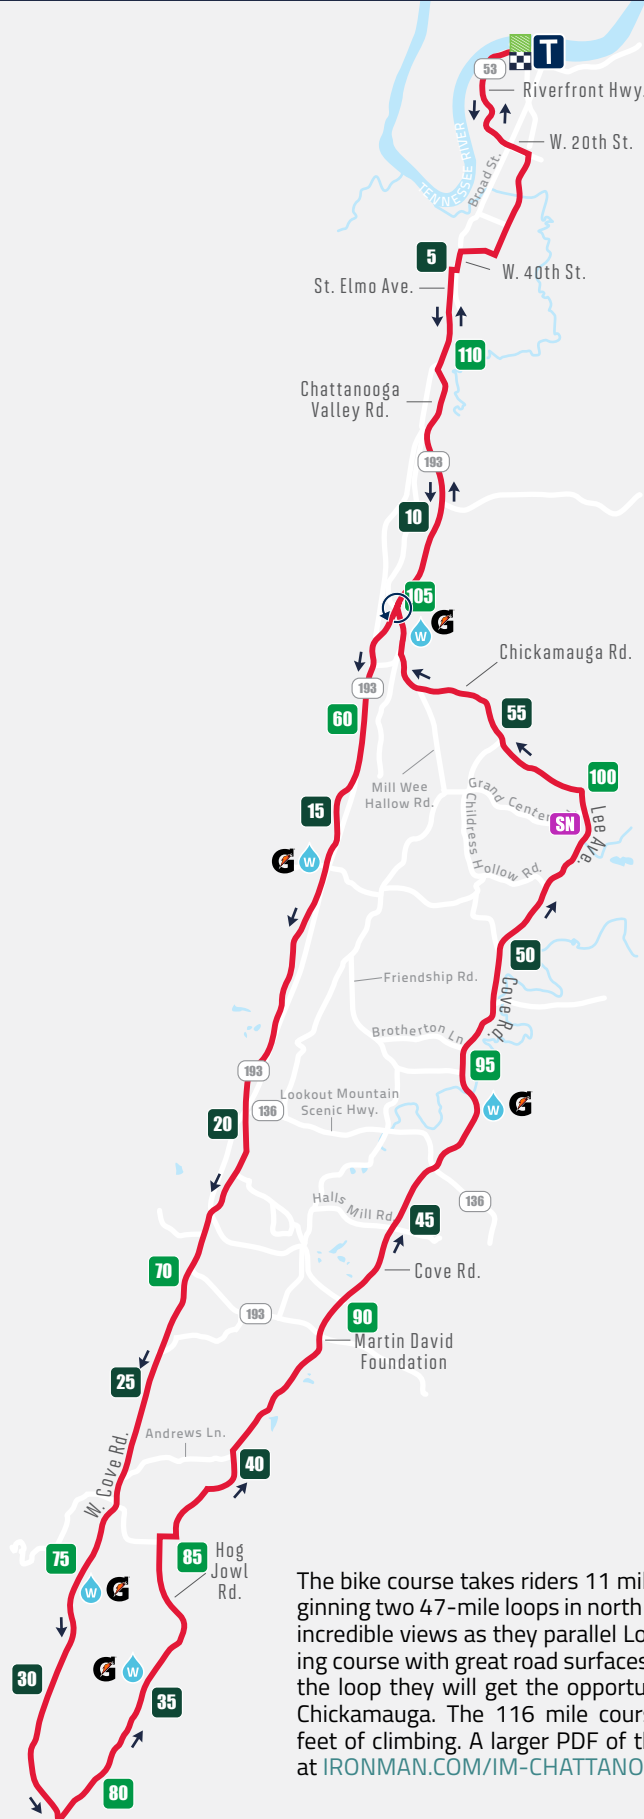 T
53
Riverfront Hwy.
W. 20th St.
TENNESSEE RIVER
Broad St.
5
W. 40th St.
St. Elmo Ave.
110
Chattanooga
Valley Rd.
193
10
105
W
G
Chickamauga Rd.
193
55
60
100
Mill Wee
Hallow Rd.
Grand Center
15
SN
Childress Hollow Rd.
Lee Ave.
G
W
50
Friendship Rd.
Cove Rd.
Brotherton Ln
95
193
Lookout Mountain
Scenic Hwy.
136
W
G
20
Halls Mill Rd
136
45
70
Cove Rd.
193
90
Martin David
Foundation
25
W. Cove Rd.
Andrews Ln.
40
75
85
Hog
Jowl
Rd.
W
G
The bike course takes riders 11 mil
ginning two 47-mile loops in north
incredible views as they parallel Lo
ing course with great road surfaces
the loop they will get the opportu
Chickamauga. The 116 mile cour
feet of climbing. A larger PDF of t
at IRONMAN.COM/IM-CHATTANO
G
W
30
35
80